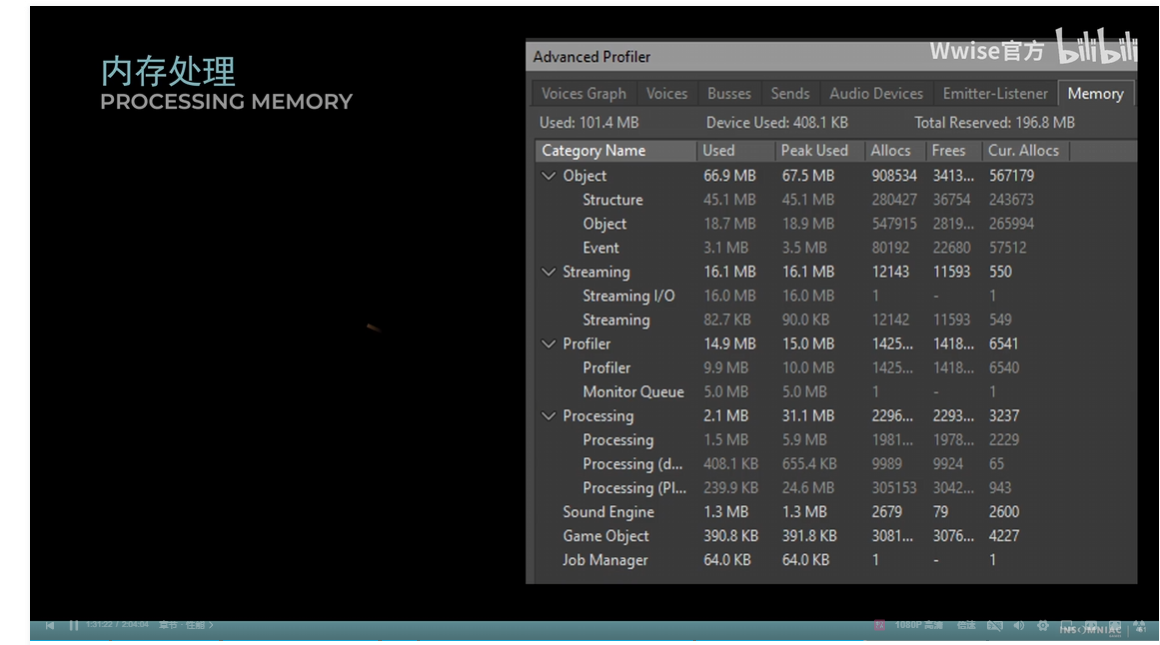 内存处理
PROCESSING MEMORY
Wwise官方 bilibili
Advanced Profiler
Voices Graph Voices Busses Sends Audio Devices Emitter-Listener Memory
Used: 101.4 MB Device Used: 408.1 KB Total Reserved: 196.8 MB
Category Name Used Peak Used Allocs Frees Cur. Allocs
Object 66.9 MB 67.5 MB 908534 3413... 567179
Structure 45.1 MB 45.1 MB 280427 36754 243673
Object 18.7 MB 18.9 MB 547915 2819... 265994
Event 3.1 MB 3.5 MB 80192 22680 57512
Streaming 16.1 MB 16.1 MB 12143 11593 550
Streaming I/O 16.0 MB 16.0 MB 1 - 1
Streaming 82.7 KB 90.0 KB 12142 11593 549
Profiler 14.9 MB 15.0 MB 1425... 1418... 6541
Profiler 9.9 MB 10.0 MB 1425... 1418... 6540
Monitor Queue 5.0 MB 5.0 MB 1 - 1
Processing 2.1 MB 31.1 MB 2296... 2293... 3237
Processing 1.5 MB 5.9 MB 1981... 1978... 2229
Processing (d... 408.1 KB 655.4 KB 9989 9924 65
Processing (Pl... 239.9 KB 24.6 MB 305153 3042... 943
Sound Engine 1.3 MB 1.3 MB 2679 79 2600
Game Object 390.8 KB 391.8 KB 3081... 3076... 4227
Job Manager 64.0 KB 64.0 KB 1 - 1
1:31:22 / 2:04:04 章节 · 性能 1080P 高清 倍速 INSOMNIAC